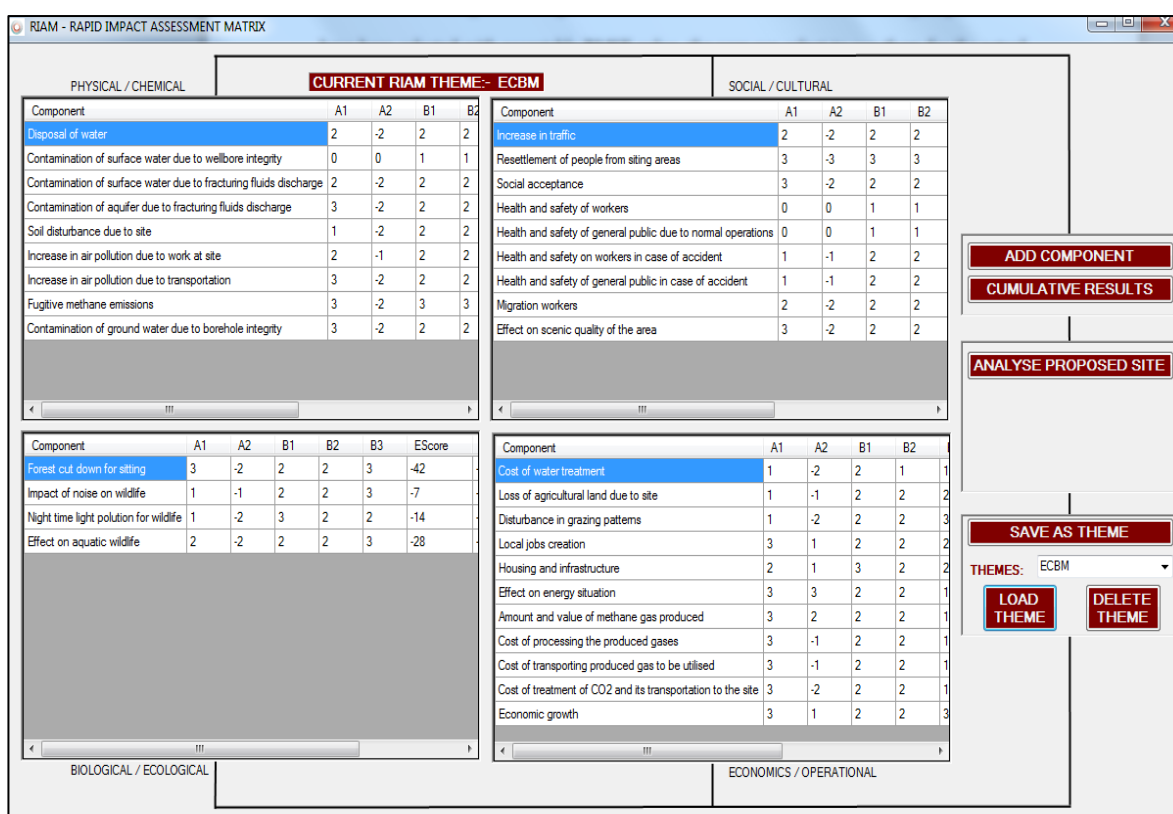 RIAM - RAPID IMPACT ASSESSMENT MATRIX
PHYSICAL / CHEMICAL
CURRENT RIAM THEME:- ECBM
SOCIAL / CULTURAL
Component A1 A2 B1 B2
Disposal of water 2 -2 2 2
Contamination of surface water due to wellbore integrity 0 0 1 1
Contamination of surface water due to fracturing fluids discharge 2 -2 2 2
Contamination of aquifer due to fracturing fluids discharge 3 -2 2 2
Soil disturbance due to site 1 -2 2 2
Increase in air pollution due to work at site 2 -1 2 2
Increase in air pollution due to transportation 3 -2 2 2
Fugitive methane emissions 3 -2 3 3
Contamination of ground water due to borehole integrity 3 -2 2 2
Component A1 A2 B1 B2
Increase in traffic 2 -2 2 2
Resettlement of people from siting areas 3 -3 3 3
Social acceptance 3 -2 2 2
Health and safety of workers 0 0 1 1
Health and safety of general public due to normal operations 0 0 1 1
Health and safety on workers in case of accident 1 -1 2 2
Health and safety of general public in case of accident 1 -1 2 2
Migration workers 2 -2 2 2
Effect on scenic quality of the area 3 -2 2 2
ADD COMPONENT
CUMULATIVE RESULTS
ANALYSE PROPOSED SITE
Component A1 A2 B1 B2 B3 EScore
Forest cut down for sitting 3 -2 2 2 3 -42
Impact of noise on wildlife 1 -1 2 2 3 -7
Night time light polution for wildlife 1 -2 3 2 2 -14
Effect on aquatic wildlife 2 -2 2 2 3 -28
Component A1 A2 B1 B2
Cost of water treatment 1 -2 2 1 1
Loss of agricultural land due to site 1 -1 2 2 2
Disturbance in grazing patterns 1 -2 2 2 3
Local jobs creation 3 1 2 2 2
Housing and infrastructure 2 1 3 2 2
Effect on energy situation 3 3 2 2 1
Amount and value of methane gas produced 3 2 2 2 1
Cost of processing the produced gases 3 -1 2 2 1
Cost of transporting produced gas to be utilised 3 -1 2 2 1
Cost of treatment of CO2 and its transportation to the site 3 -2 2 2 1
Economic growth 3 1 2 2 3
SAVE AS THEME
THEMES: ECBM
LOAD THEME
DELETE THEME
BIOLOGICAL / ECOLOGICAL
ECONOMICS / OPERATIONAL